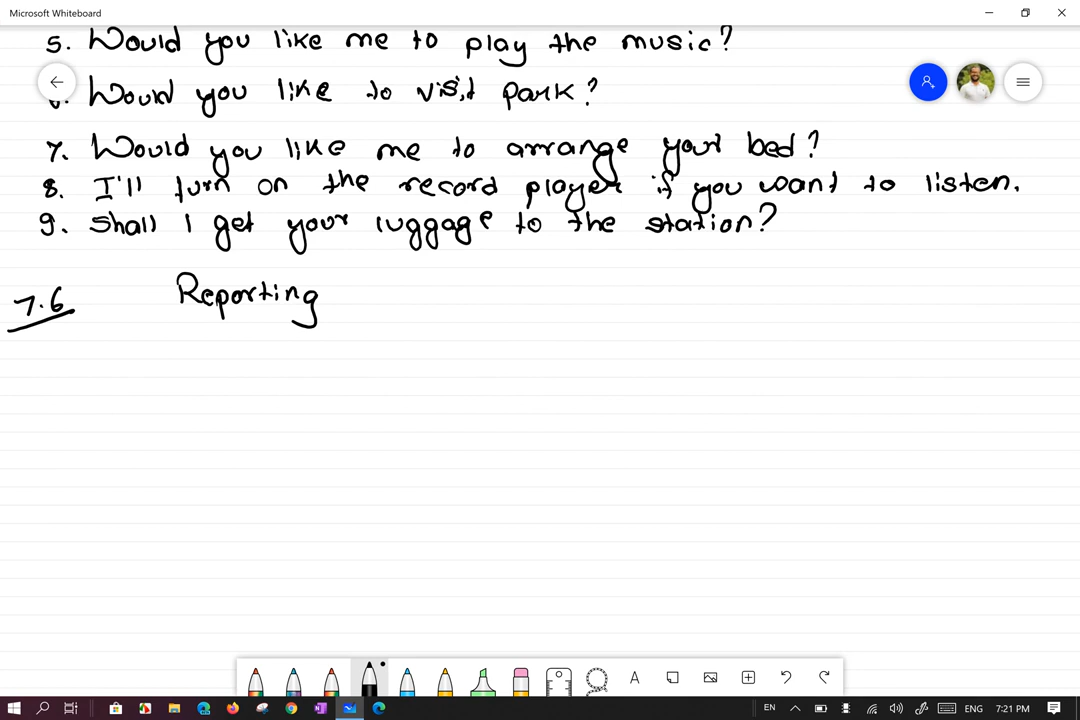 Microsoft Whiteboard
5. Would you like me to play the music?
6. Would you like to visit park?
7. Would you like me to arrange your bed?
8. I'll turn on the record player if you want to listen.
9. Shall I get your luggage to the station?
7.6 Reporting
A
EN ENG 7:21 PM